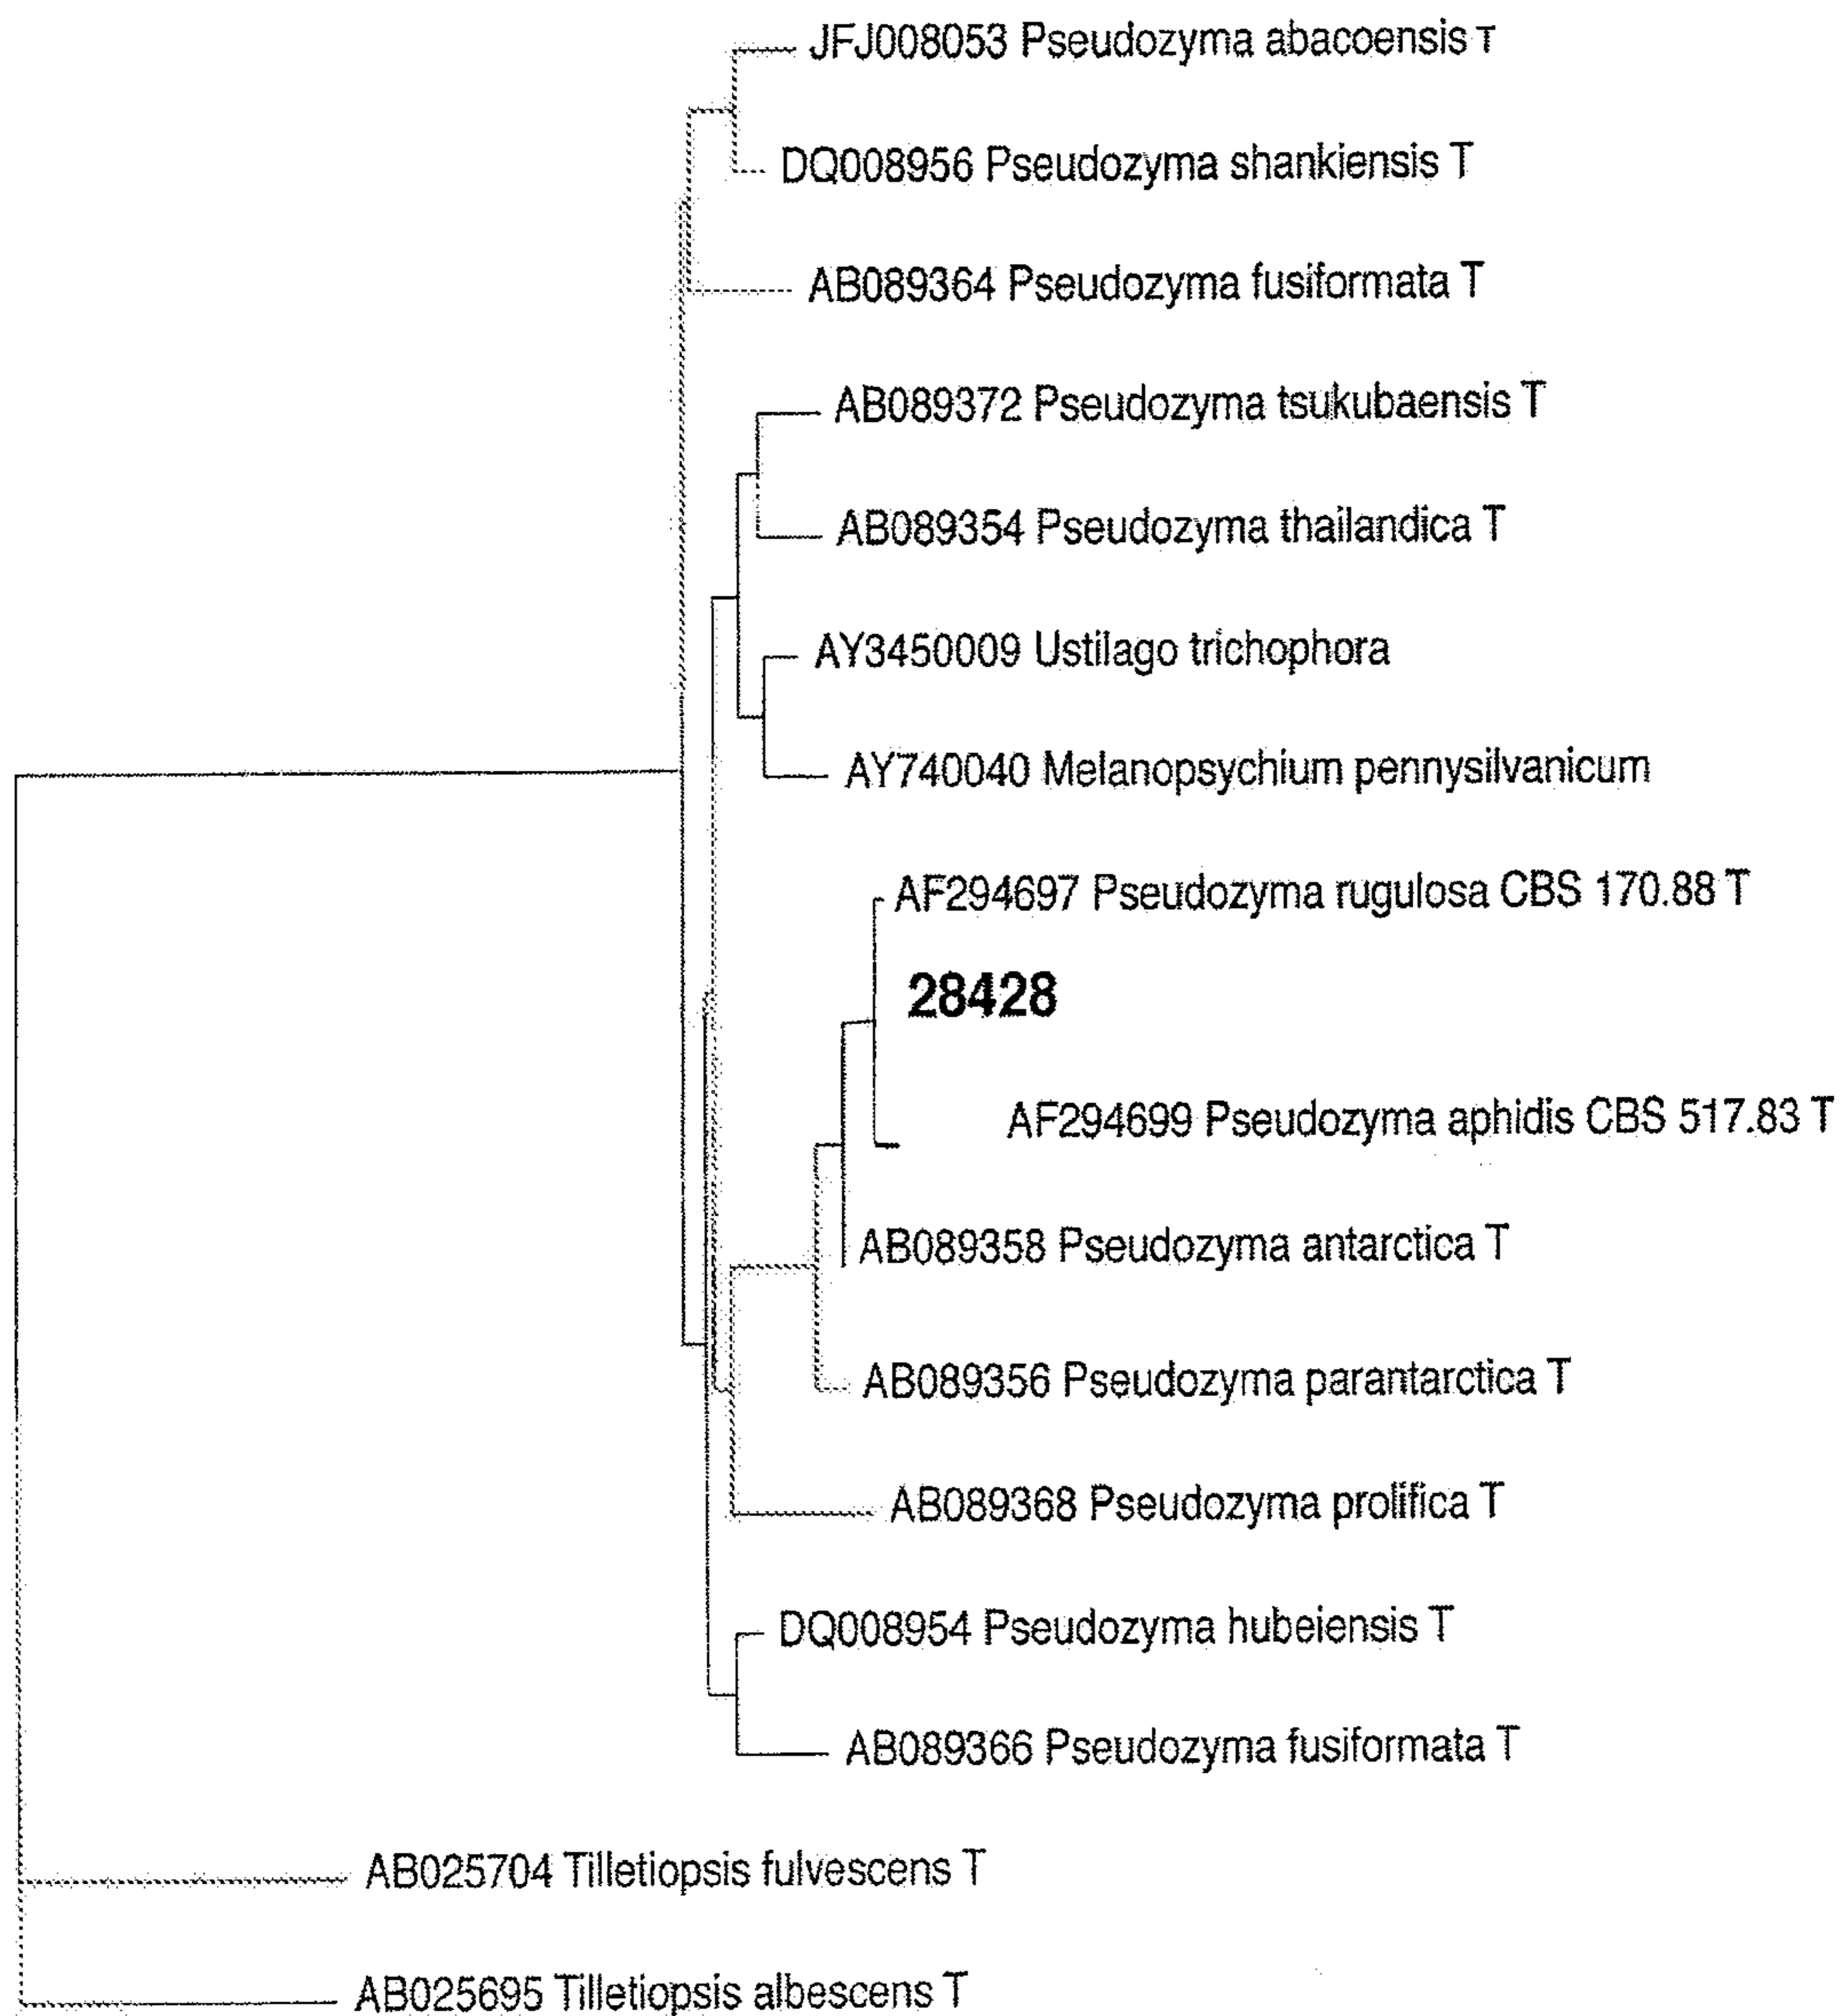 JFJ008053 Pseudozyma abacoensis T
DQ008956 Pseudozyma shankiensis T
AB089364 Pseudozyma fusiformata T
AB089372 Pseudozyma tsukubaensis T
AB089354 Pseudozyma thailandica T
AY3450009 Ustilago trichophora
AY740040 Melanopsychium pennysilvanicum
AF294697 Pseudozyma rugulosa CBS 170.88 T
28428
AF294699 Pseudozyma aphidis CBS 517.83 T
AB089358 Pseudozyma antarctica T
AB089356 Pseudozyma parantarctica T
AB089368 Pseudozyma prolifica T
DQ008954 Pseudozyma hubeiensis T
AB089366 Pseudozyma fusiformata T
AB025704 Tilletiopsis fulvescens T
AB025695 Tilletiopsis albescens T